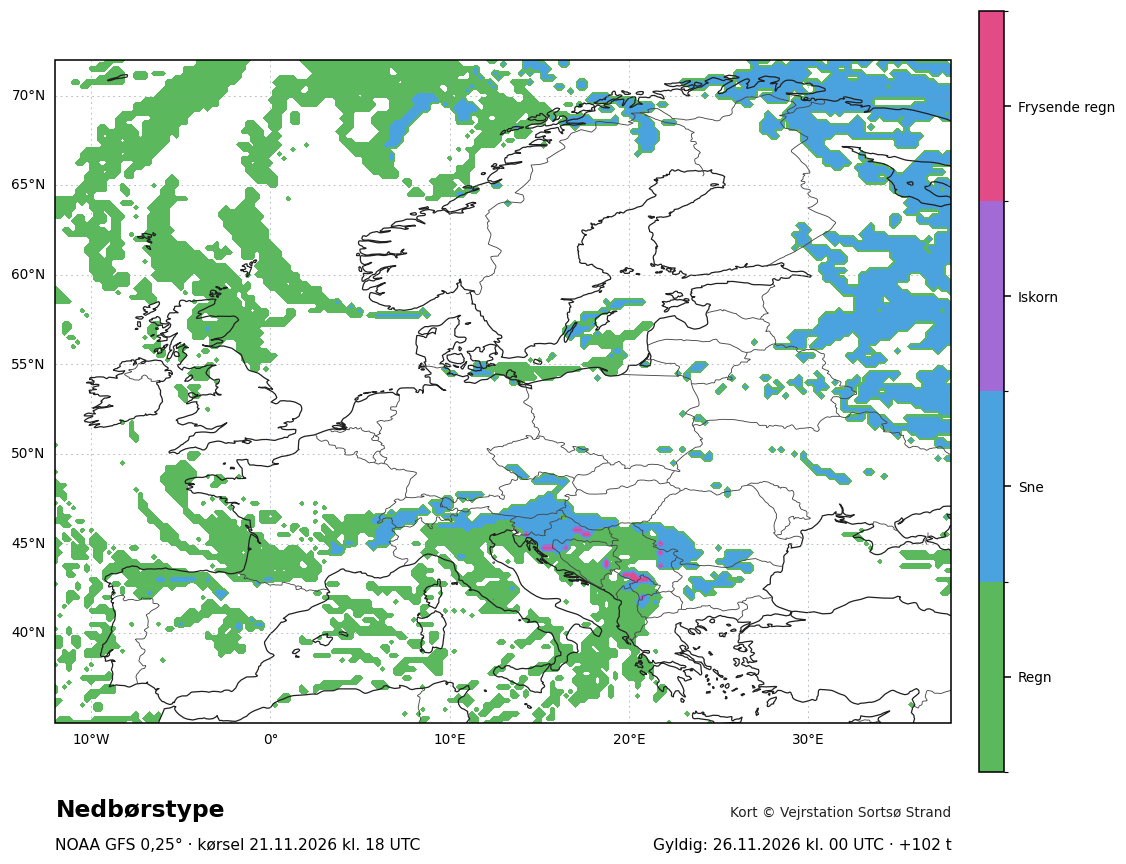 70°N
65°N
60°N
55°N
50°N
45°N
40°N
10°W
0°
10°E
20°E
30°E
Frysende regn
Iskorn
Sne
Regn
Nedbørstype
Kort © Vejrstation Sortsø Strand
NOAA GFS 0,25° · kørsel 21.11.2026 kl. 18 UTC
Gyldig: 26.11.2026 kl. 00 UTC · +102 t